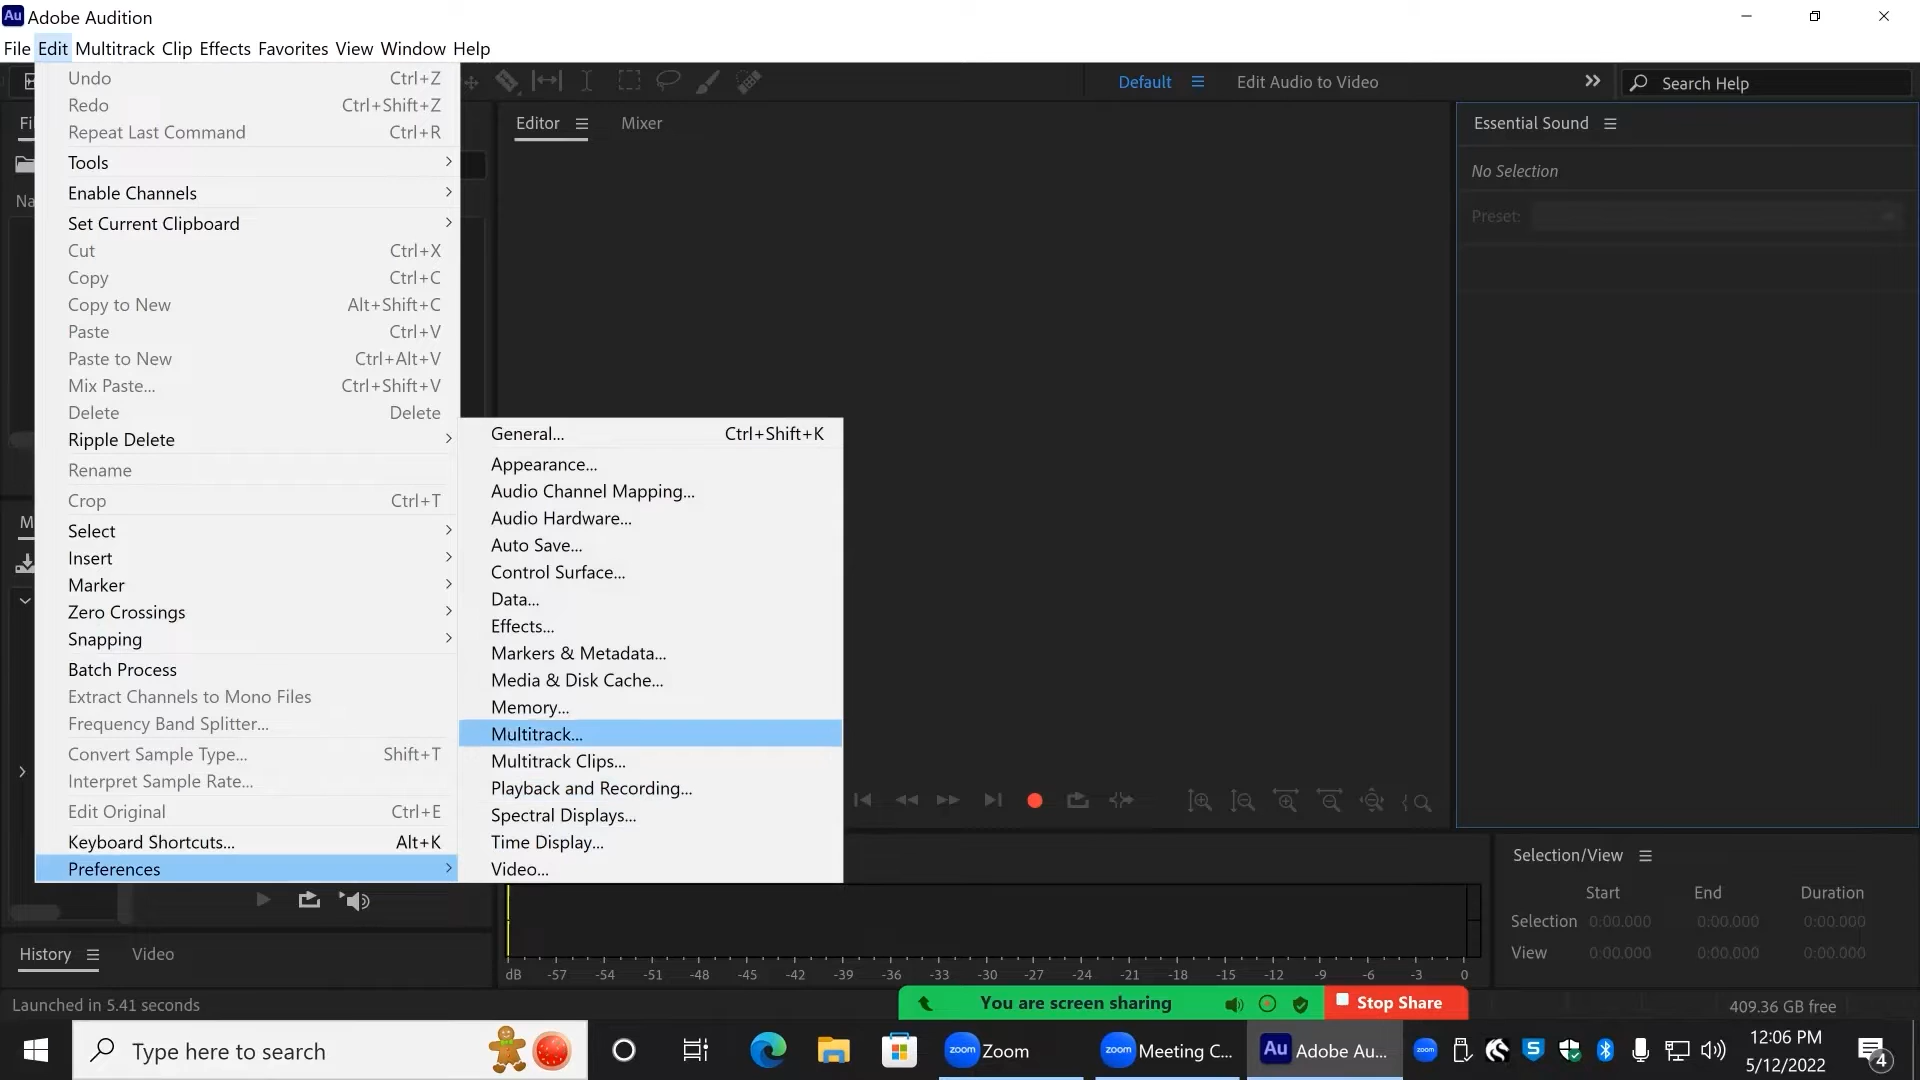 Au Adobe Audition
File Edit Multitrack Clip Effects Favorites View Window Help
Undo Ctrl+Z
Redo Ctrl+Shift+Z
Repeat Last Command Ctrl+R
Tools
Enable Channels
Set Current Clipboard
Cut Ctrl+X
Copy Ctrl+C
Copy to New Alt+Shift+C
Paste Ctrl+V
Paste to New Ctrl+Alt+V
Mix Paste... Ctrl+Shift+V
Delete Delete
Ripple Delete
Rename
Crop Ctrl+T
Select
Insert
Marker
Zero Crossings
Snapping
Batch Process
Extract Channels to Mono Files
Frequency Band Splitter...
Convert Sample Type... Shift+T
Interpret Sample Rate...
Edit Original Ctrl+E
Keyboard Shortcuts... Alt+K
Preferences
General... Ctrl+Shift+K
Appearance...
Audio Channel Mapping...
Audio Hardware...
Auto Save...
Control Surface...
Data...
Effects...
Markers & Metadata...
Media & Disk Cache...
Memory...
Multitrack...
Multitrack Clips...
Playback and Recording...
Spectral Displays...
Time Display...
Video...
Default Edit Audio to Video Search Help
Editor Mixer
Essential Sound
No Selection
Preset:
Selection/View
Start End Duration
Selection 0:00.000 0:00.000 0:00.000
View 0:00.000 0:00.000 0:00.000
History Video
dB -57 -54 -51 -48 -45 -42 -39 -36 -33 -30 -27 -24 -21 -18 -15 -12 -9 -6 -3 0
Launched in 5.41 seconds
You are screen sharing Stop Share
409.36 GB free
Type here to search
zoom Zoom
zoom Meeting C...
Au Adobe Au...
zoom
S
12:06 PM
5/12/2022
4